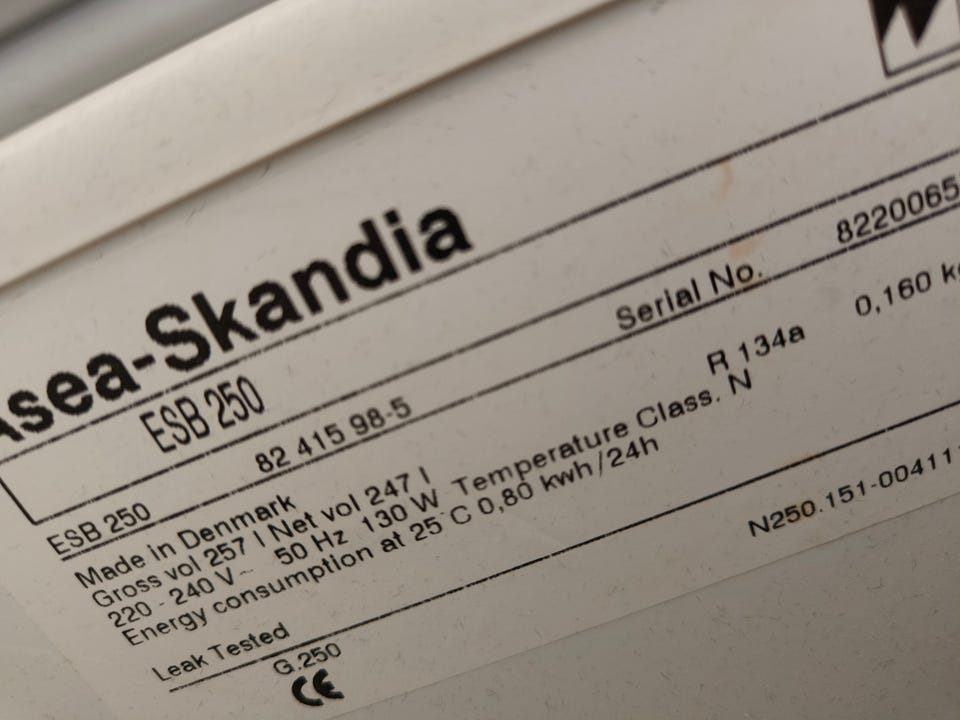 Asea-Skandia
ESB 250
Serial No. 8220065
ESB 250 82 415 98-5
Made in Denmark R 134a 0,160 kg
Gross vol 257 l Net vol 247 l
220 - 240 V~ 50 Hz 130 W Temperature Class. N
Energy consumption at 25°C 0,80 kwh/24h
N250.151-004111
Leak Tested
G.250
CE